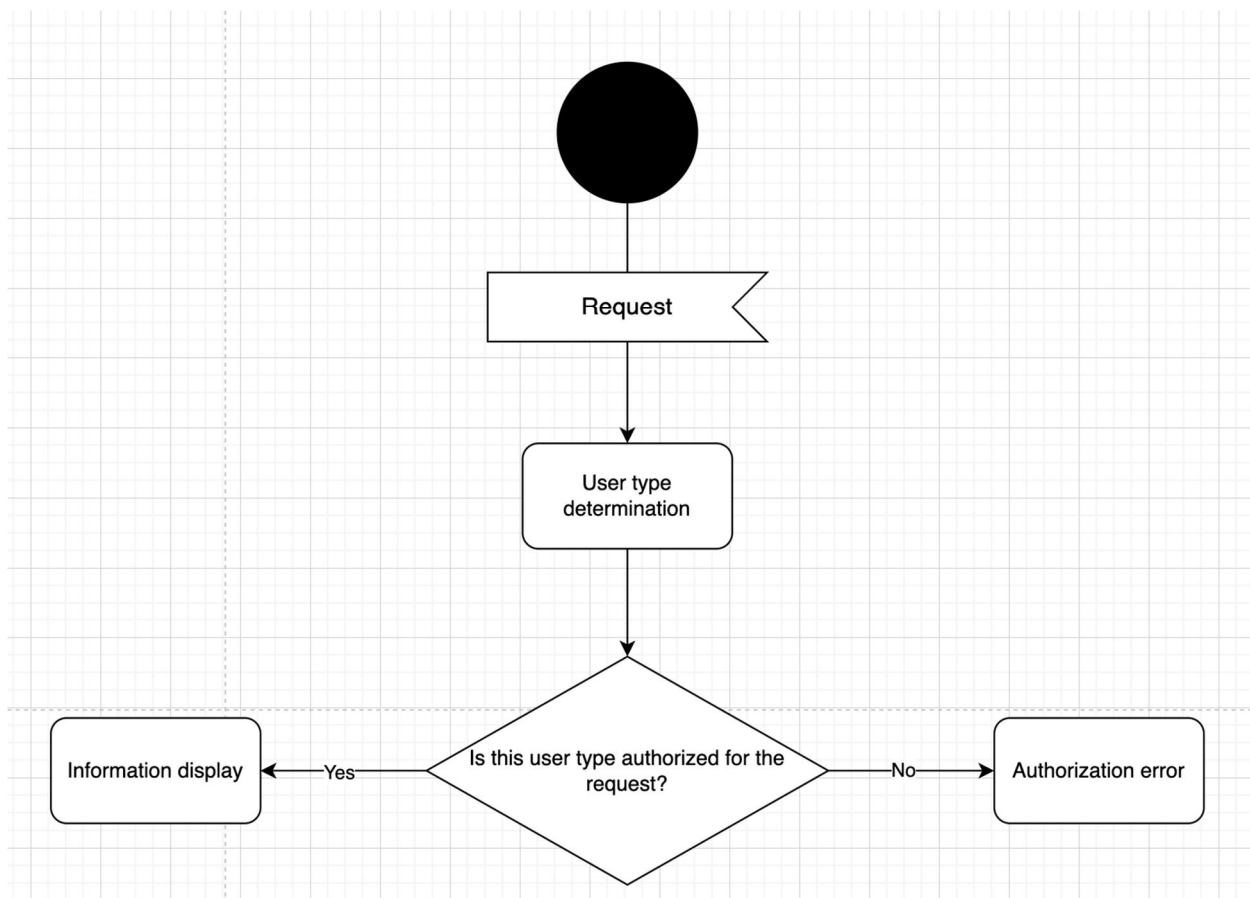 Request
User type
determination
Is this user type authorized for the
request?
Information display
Yes
No
Authorization error